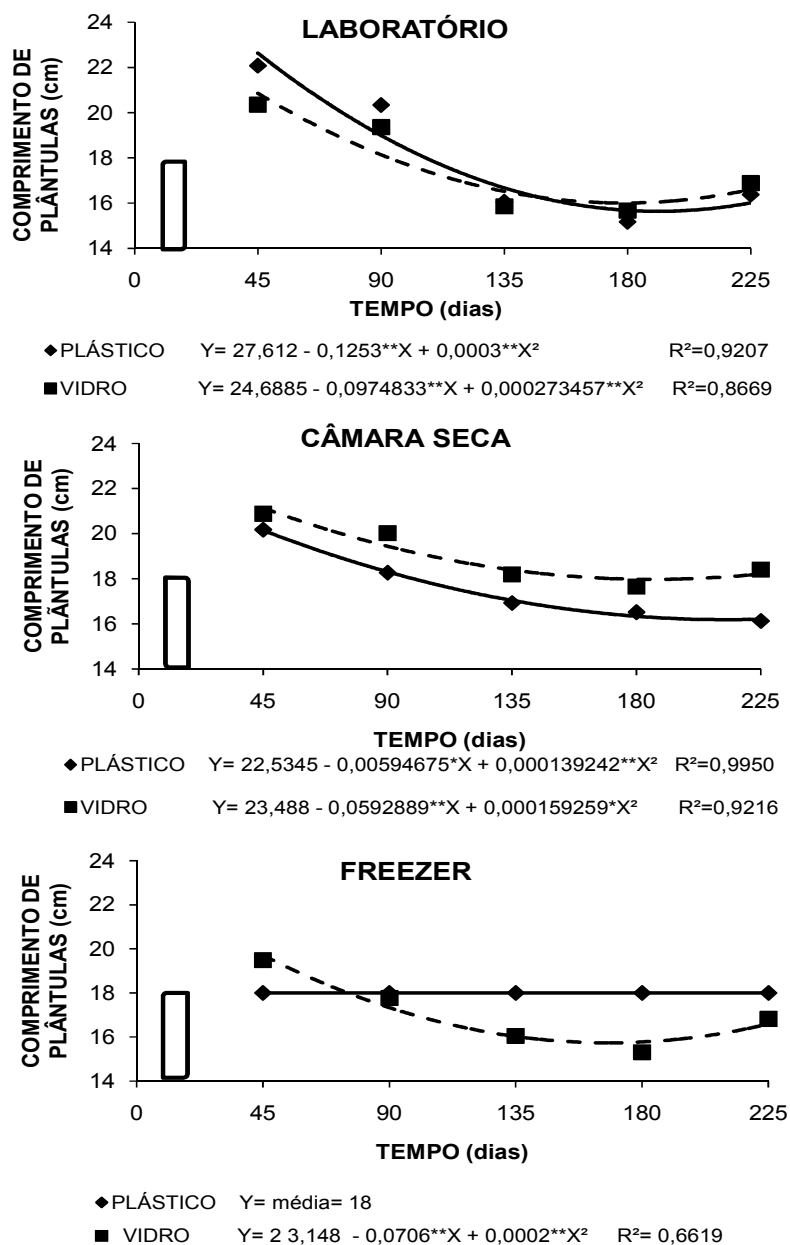 LABORATÓRIO
COMPRIMENTO DE
PLÂNTULAS (cm)
24
22
20
18
16
14
0 45 90 135 180 225
TEMPO (dias)
PLÁSTICO Y= 27,612 - 0,1253**X + 0,0003**X² R²=0,9207
VIDRO Y= 24,6885 - 0,0974833**X + 0,000273457**X² R²=0,8669
CÂMARA SECA
COMPRIMENTO DE
PLÃNTULAS (cm)
24
22
20
18
16
14
0 45 90 135 180 225
TEMPO (dias)
PLÁSTICO Y= 22,5345 - 0,00594675*X + 0,000139242**X² R²=0,9950
VIDRO Y= 23,488 - 0,0592889**X + 0,000159259*X² R²=0,9216
FREEZER
COMPRIMENTO DE
PLÂNTULAS (cm)
24
22
20
18
16
14
0 45 90 135 180 225
TEMPO (dias)
PLÁSTICO Y= média= 18
VIDRO Y= 2 3,148 - 0,0706**X + 0,0002**X² R²= 0,6619